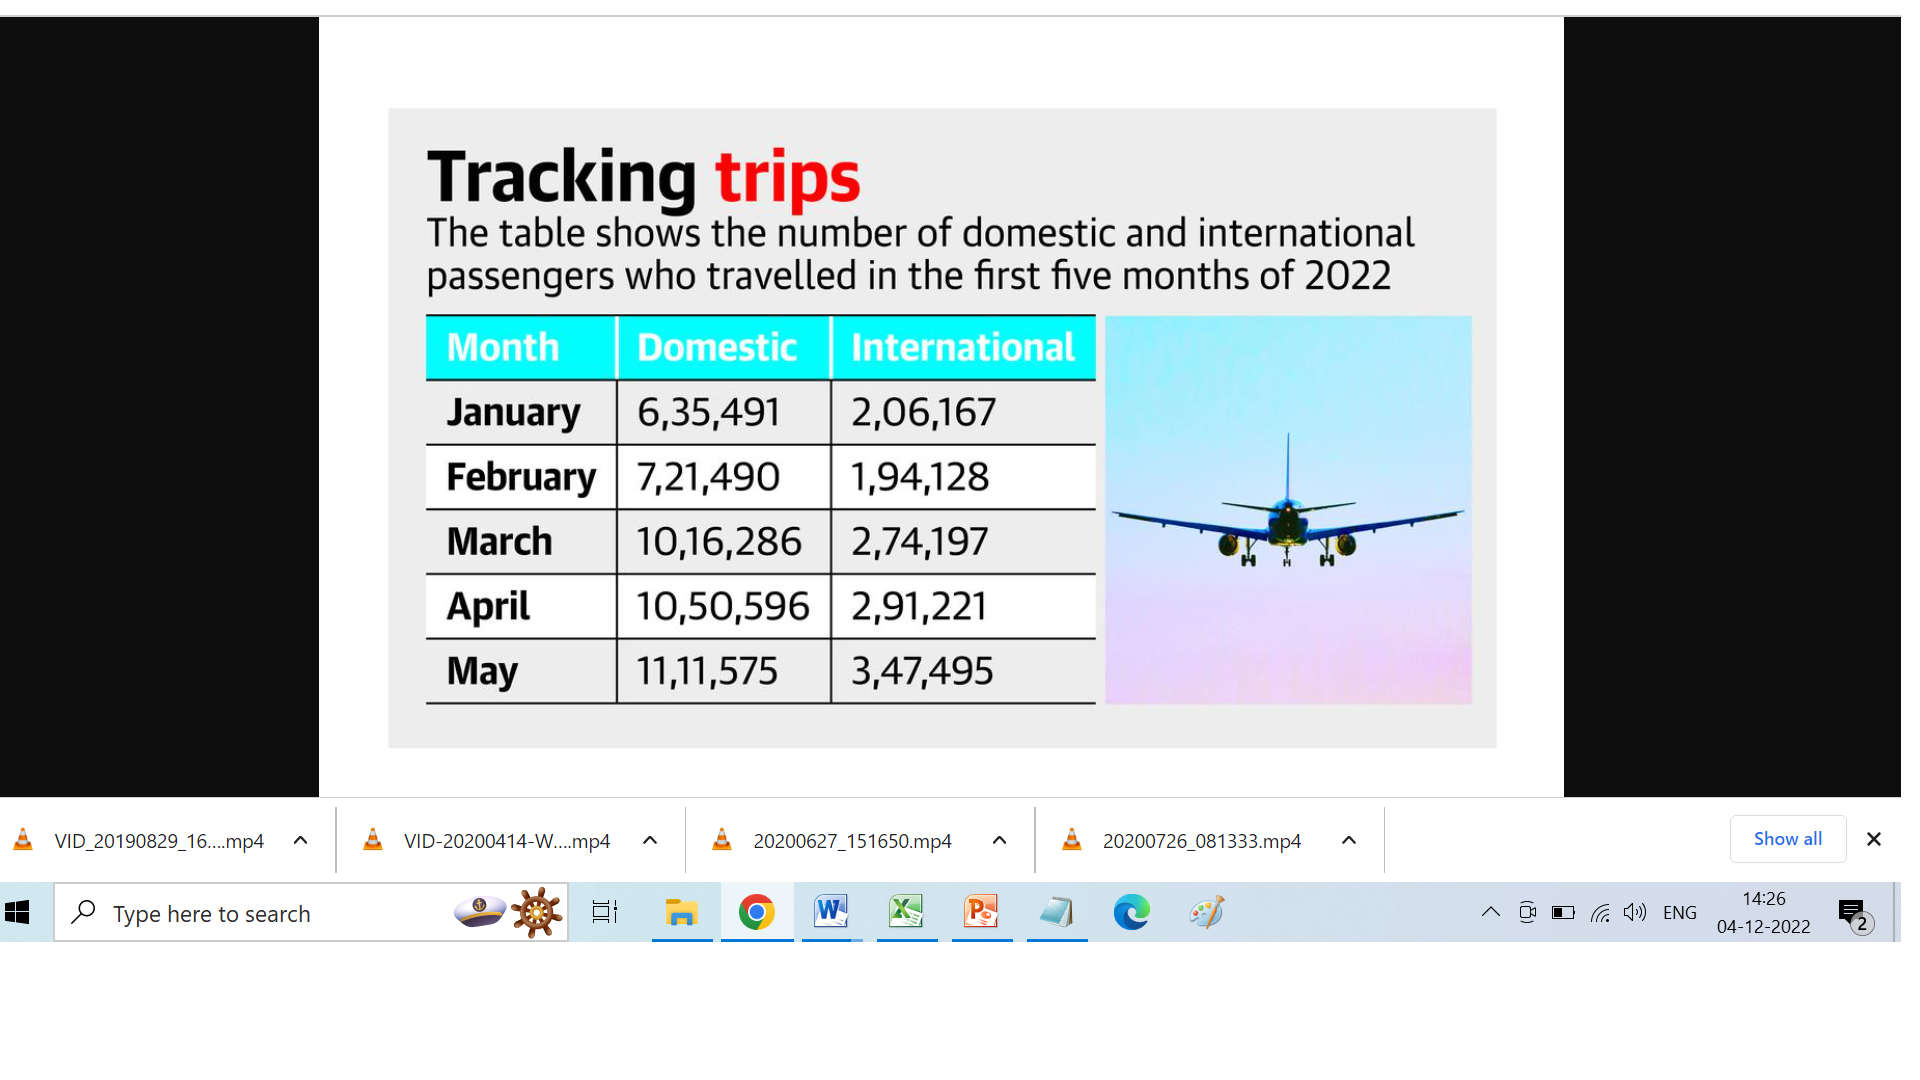 Tracking trips
The table shows the number of domestic and international
passengers who travelled in the first five months of 2022
Month Domestic International
January 6,35,491 2,06,167
February 7,21,490 1,94,128
March 10,16,286 2,74,197
April 10,50,596 2,91,221
May 11,11,575 3,47,495
VID_20190829_16....mp4 VID-20200414-W....mp4 20200627_151650.mp4 20200726_081333.mp4 Show all
Type here to search ENG 14:26
04-12-2022 2